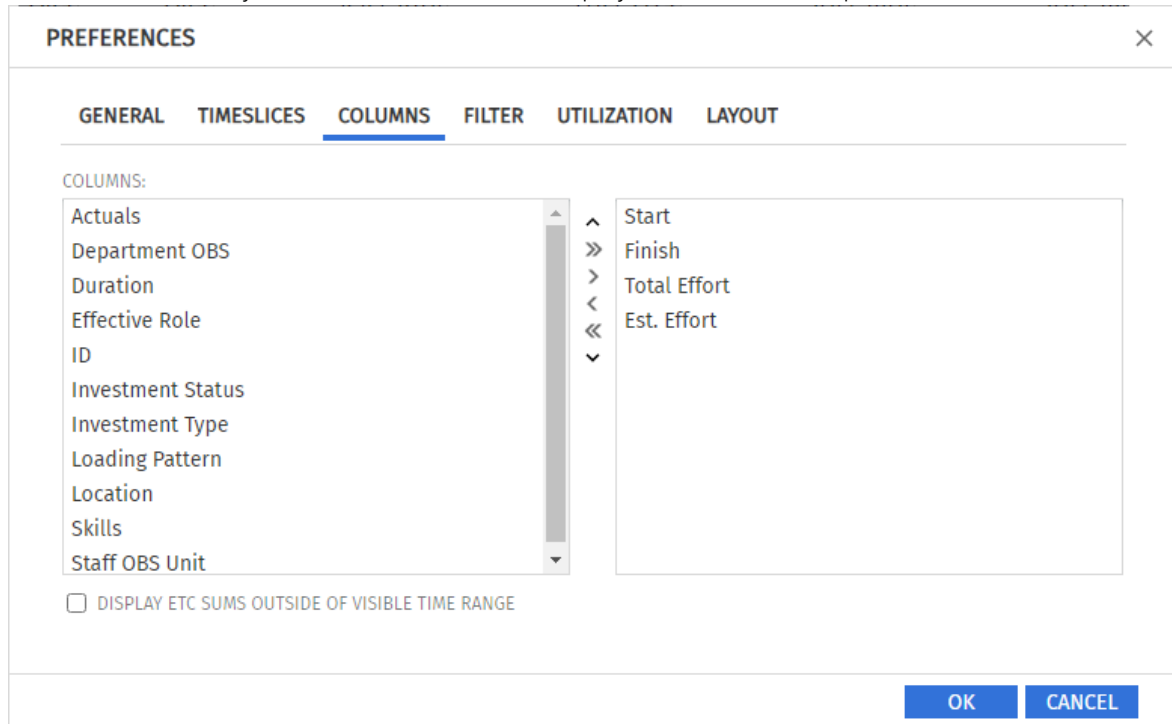 PREFERENCES
GENERAL TIMESLICES COLUMNS FILTER UTILIZATION LAYOUT
COLUMNS:
Actuals
Department OBS
Duration
Effective Role
ID
Investment Status
Investment Type
Loading Pattern
Location
Skills
Staff OBS Unit
Start
Finish
Total Effort
Est. Effort
DISPLAY ETC SUMS OUTSIDE OF VISIBLE TIME RANGE
OK CANCEL